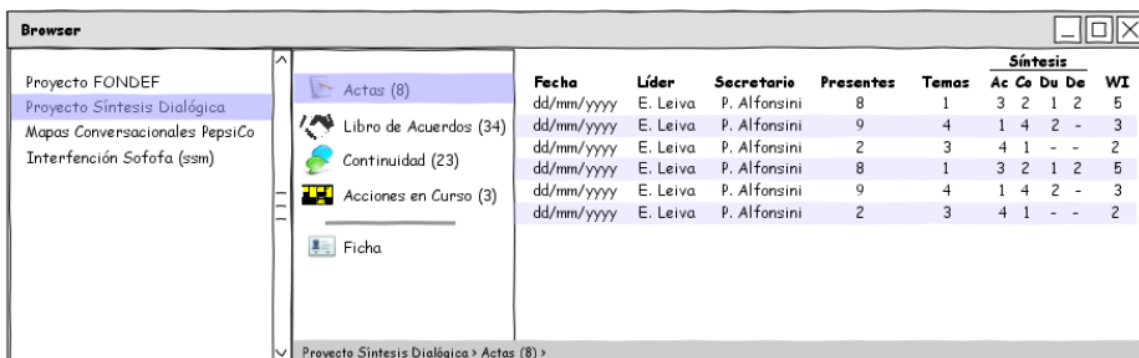 Browser
Proyecto FONDEF
Proyecto Síntesis Dialógica
Mapas Conversacionales PepsiCo
Interfención Sofofa (ssm)
Actas (8)
Libro de Acuerdos (34)
Continuidad (23)
Acciones en Curso (3)
Ficha
Síntesis
Fecha Líder Secretario Presentes Temas Ac Co Du De WI
dd/mm/yyyy E. Leiva P. Alfonsini 8 1 3 2 1 2 5
dd/mm/yyyy E. Leiva P. Alfonsini 9 4 1 4 2 - 3
dd/mm/yyyy E. Leiva P. Alfonsini 2 3 4 1 - - 2
dd/mm/yyyy E. Leiva P. Alfonsini 8 1 3 2 1 2 5
dd/mm/yyyy E. Leiva P. Alfonsini 9 4 1 4 2 - 3
dd/mm/yyyy E. Leiva P. Alfonsini 2 3 4 1 - - 2
Proyecto Síntesis Dialógica > Actas (8) >